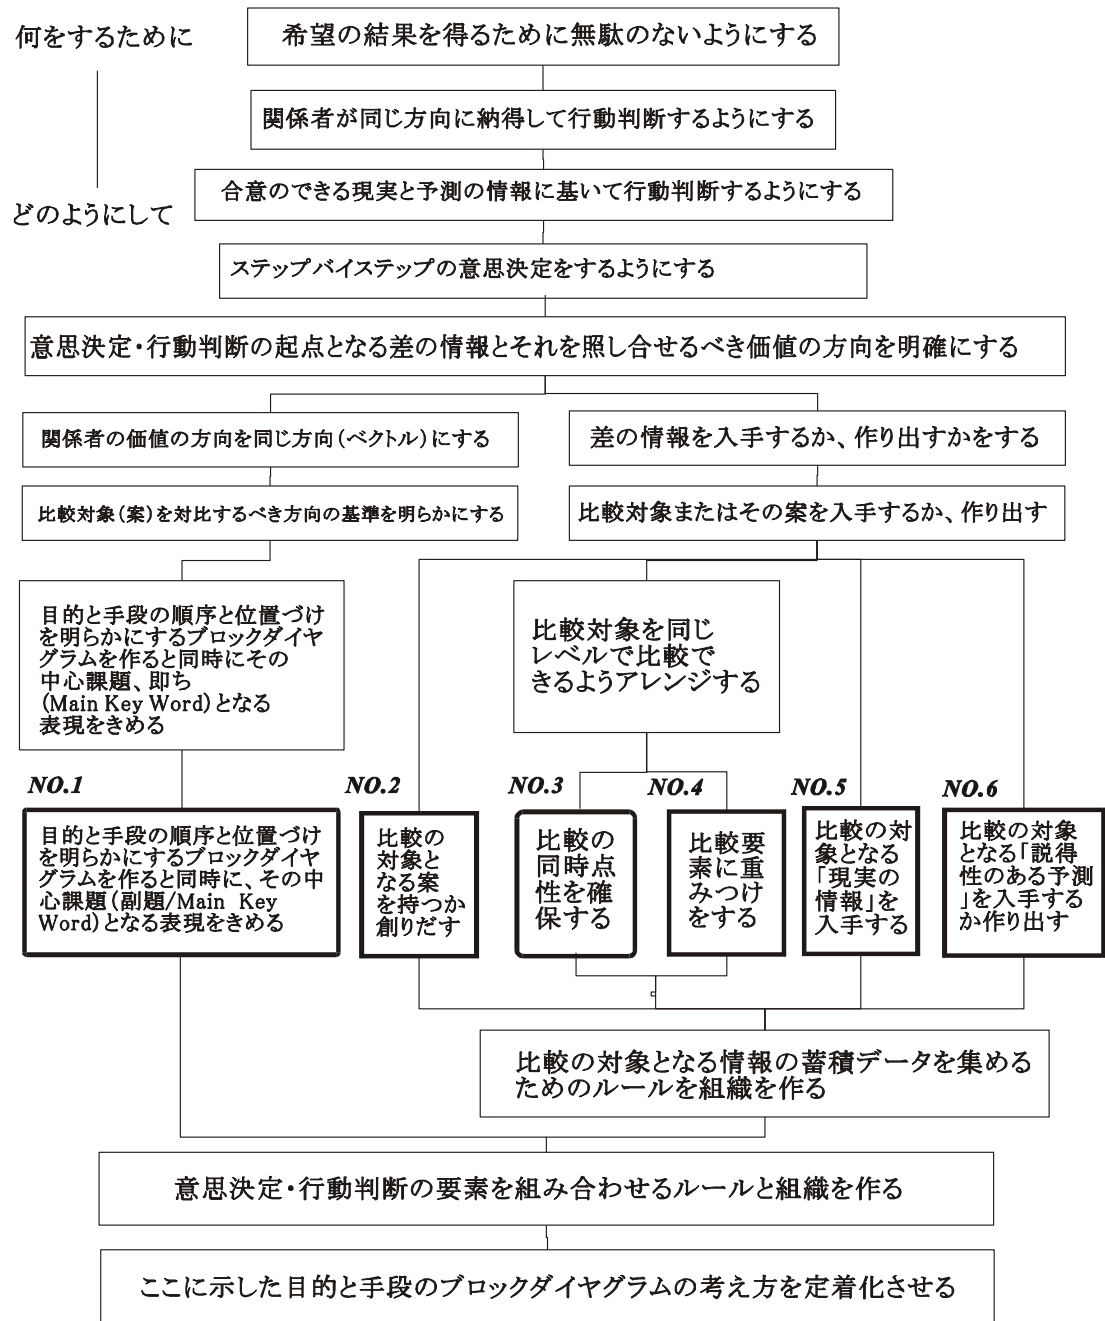 何をするために
希望の結果を得るために無駄のないようにする
関係者が同じ方向に納得して行動判断するようにする
合意のできる現実と予測の情報に基いて行動判断するようにする
どのようにして
ステップバイステップの意思決定をするようにする
意思決定・行動判断の起点となる差の情報とそれを照し合せるべき価値の方向を明確にする
関係者の価値の方向を同じ方向(ベクトル)にする
差の情報を入手するか、作り出すかをする
比較対象(案)を対比するべき方向の基準を明らかにする
比較対象またはその案を入手するか、作り出す
目的と手段の順序と位置づけ
を明らかにするブロックダイヤ
グラムを作ると同時にその
中心課題、即ち
(Main Key Word)となる
表現をきめる
比較対象を同じ
レベルで比較で
きるようアレンジする
NO.1
目的と手段の順序と位置づけ
を明らかにするブロックダイヤ
グラムを作ると同時に、その中
心課題(副題/Main Key
Word)となる表現をきめる
NO.2
比較の
対象と
なる案
を持つか
創りだす
NO.3
比較の
同時点
性を確
保する
NO.4
比較要
素に重
みつけ
をする
NO.5
比較の対
象となる
「現実の
情報」を
入手する
NO.6
比較の対象
となる「説得
性のある予測
」を入手する
か作り出す
比較の対象となる情報の蓄積データを集める
ためのルールを組織を作る
意思決定・行動判断の要素を組み合わせるルールと組織を作る
ここに示した目的と手段のブロックダイヤグラムの考え方を定着化させる